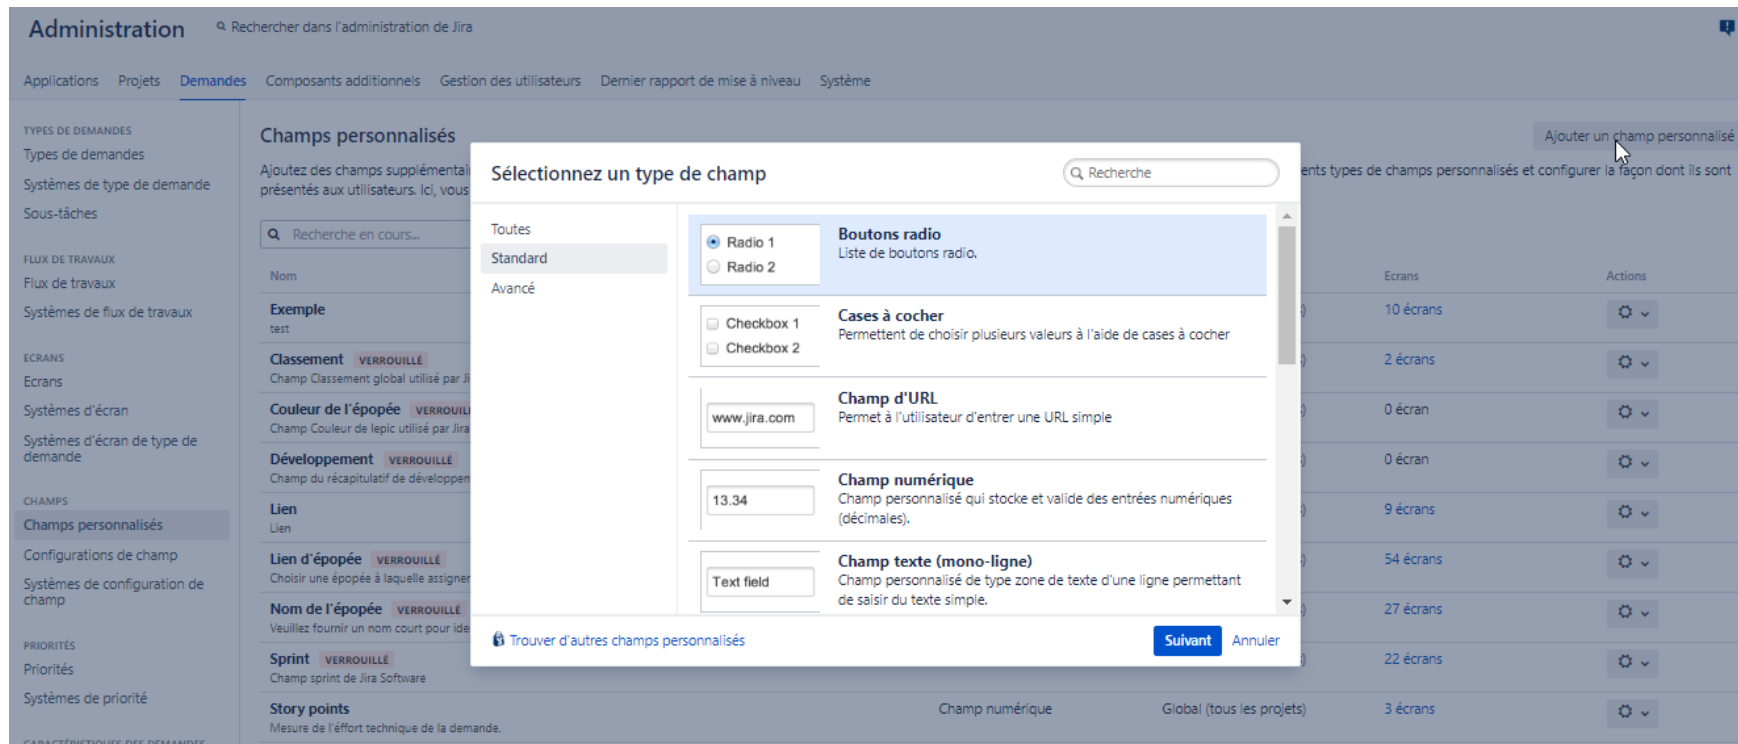 Administration
Rechercher dans l'administration de Jira
Applications Projets Demandes Composants additionnels Gestion des utilisateurs Dernier rapport de mise à niveau Système
TYPES DE DEMANDES
Types de demandes
Systèmes de type de demande
Sous-tâches
FLUX DE TRAVAUX
Flux de travaux
Systèmes de flux de travaux
ECRANS
Ecrans
Systèmes d'écran
Systèmes d'écran de type de
demande
CHAMPS
Champs personnalisés
Configurations de champ
Systèmes de configuration de
champ
PRIORITÉS
Priorités
Systèmes de priorité
CARACTÉRISTIQUES DES DEMANDES
Champs personnalisés
Ajouter un champ personnalisé
Ajoutez des champs supplémentai
ents types de champs personnalisés et configurer la façon dont ils sont
présentés aux utilisateurs. Ici, vous
Recherche en cours...
Nom Ecrans Actions
Exemple 10 écrans
test
Classement VERROUILLÉ 2 écrans
Champ Classement global utilisé par Ji
Couleur de l'épopée VERROUIL 0 écran
Champ Couleur de lepic utilisé par Jira
Développement VERROUILLÉ 0 écran
Champ du récapitulatif de développem
Lien 9 écrans
Lien
Lien d'épopée VERROUILLÉ 54 écrans
Choisir une épopée à laquelle assigner
Nom de l'épopée VERROUILLÉ 27 écrans
Veuillez fournir un nom court pour ide
Sprint VERROUILLÉ 22 écrans
Champ sprint de Jira Software
Story points Champ numérique Global (tous les projets) 3 écrans
Mesure de l'éffort technique de la demande.
Sélectionnez un type de champ
Recherche
Toutes
Standard
Avancé
Radio 1
Radio 2
Boutons radio
Liste de boutons radio.
Checkbox 1
Checkbox 2
Cases à cocher
Permettent de choisir plusieurs valeurs à l'aide de cases à cocher
www.jira.com
Champ d'URL
Permet à l'utilisateur d'entrer une URL simple
13.34
Champ numérique
Champ personnalisé qui stocke et valide des entrées numériques
(décimales).
Text field
Champ texte (mono-ligne)
Champ personnalisé de type zone de texte d'une ligne permettant
de saisir du texte simple.
Trouver d'autres champs personnalisés
Suivant Annuler